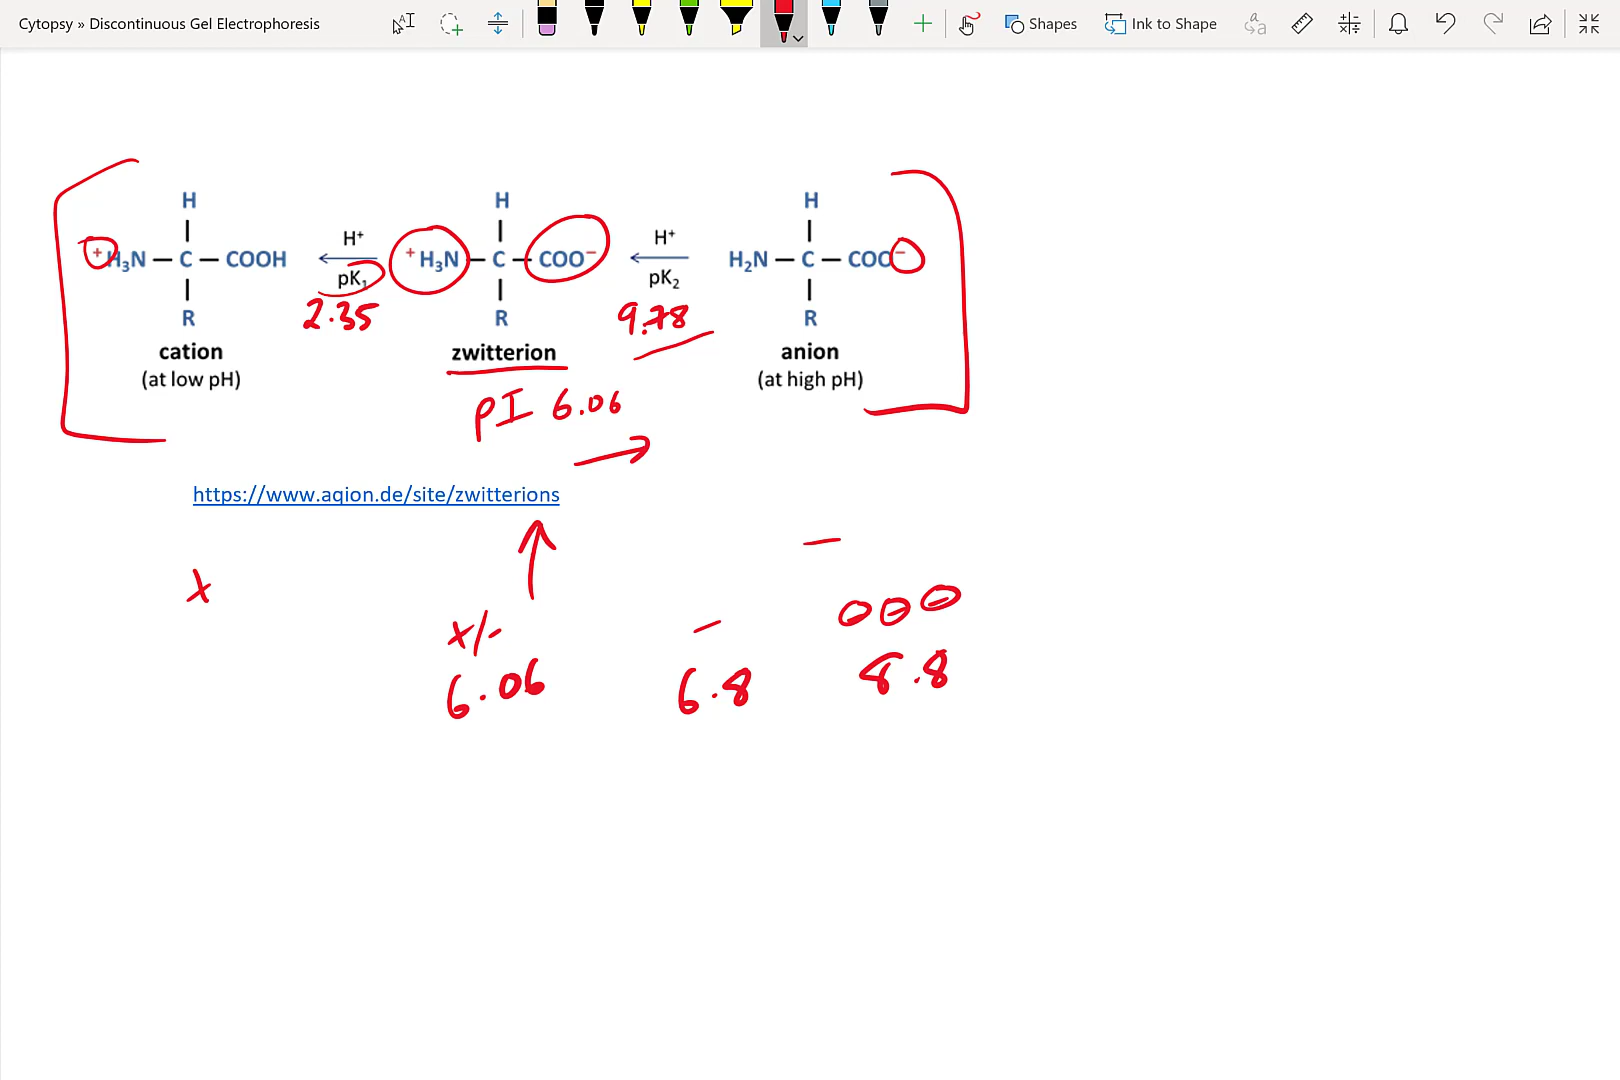 Cytopsy » Discontinuous Gel Electrophoresis
Shapes
Ink to Shape
H H H
⁺H₃N — C — COOH H⁺ pK₁ ⁺H₃N — C — COO⁻ H⁺ pK₂ H₂N — C — COO⁻
2.35 9.78
R R R
cation zwitterion anion
(at low pH) (at high pH)
pI 6.06
https://www.aqion.de/site/zwitterions
+
+/- − −
⊖ ⊖ ⊖
6.06 6.8 8.8